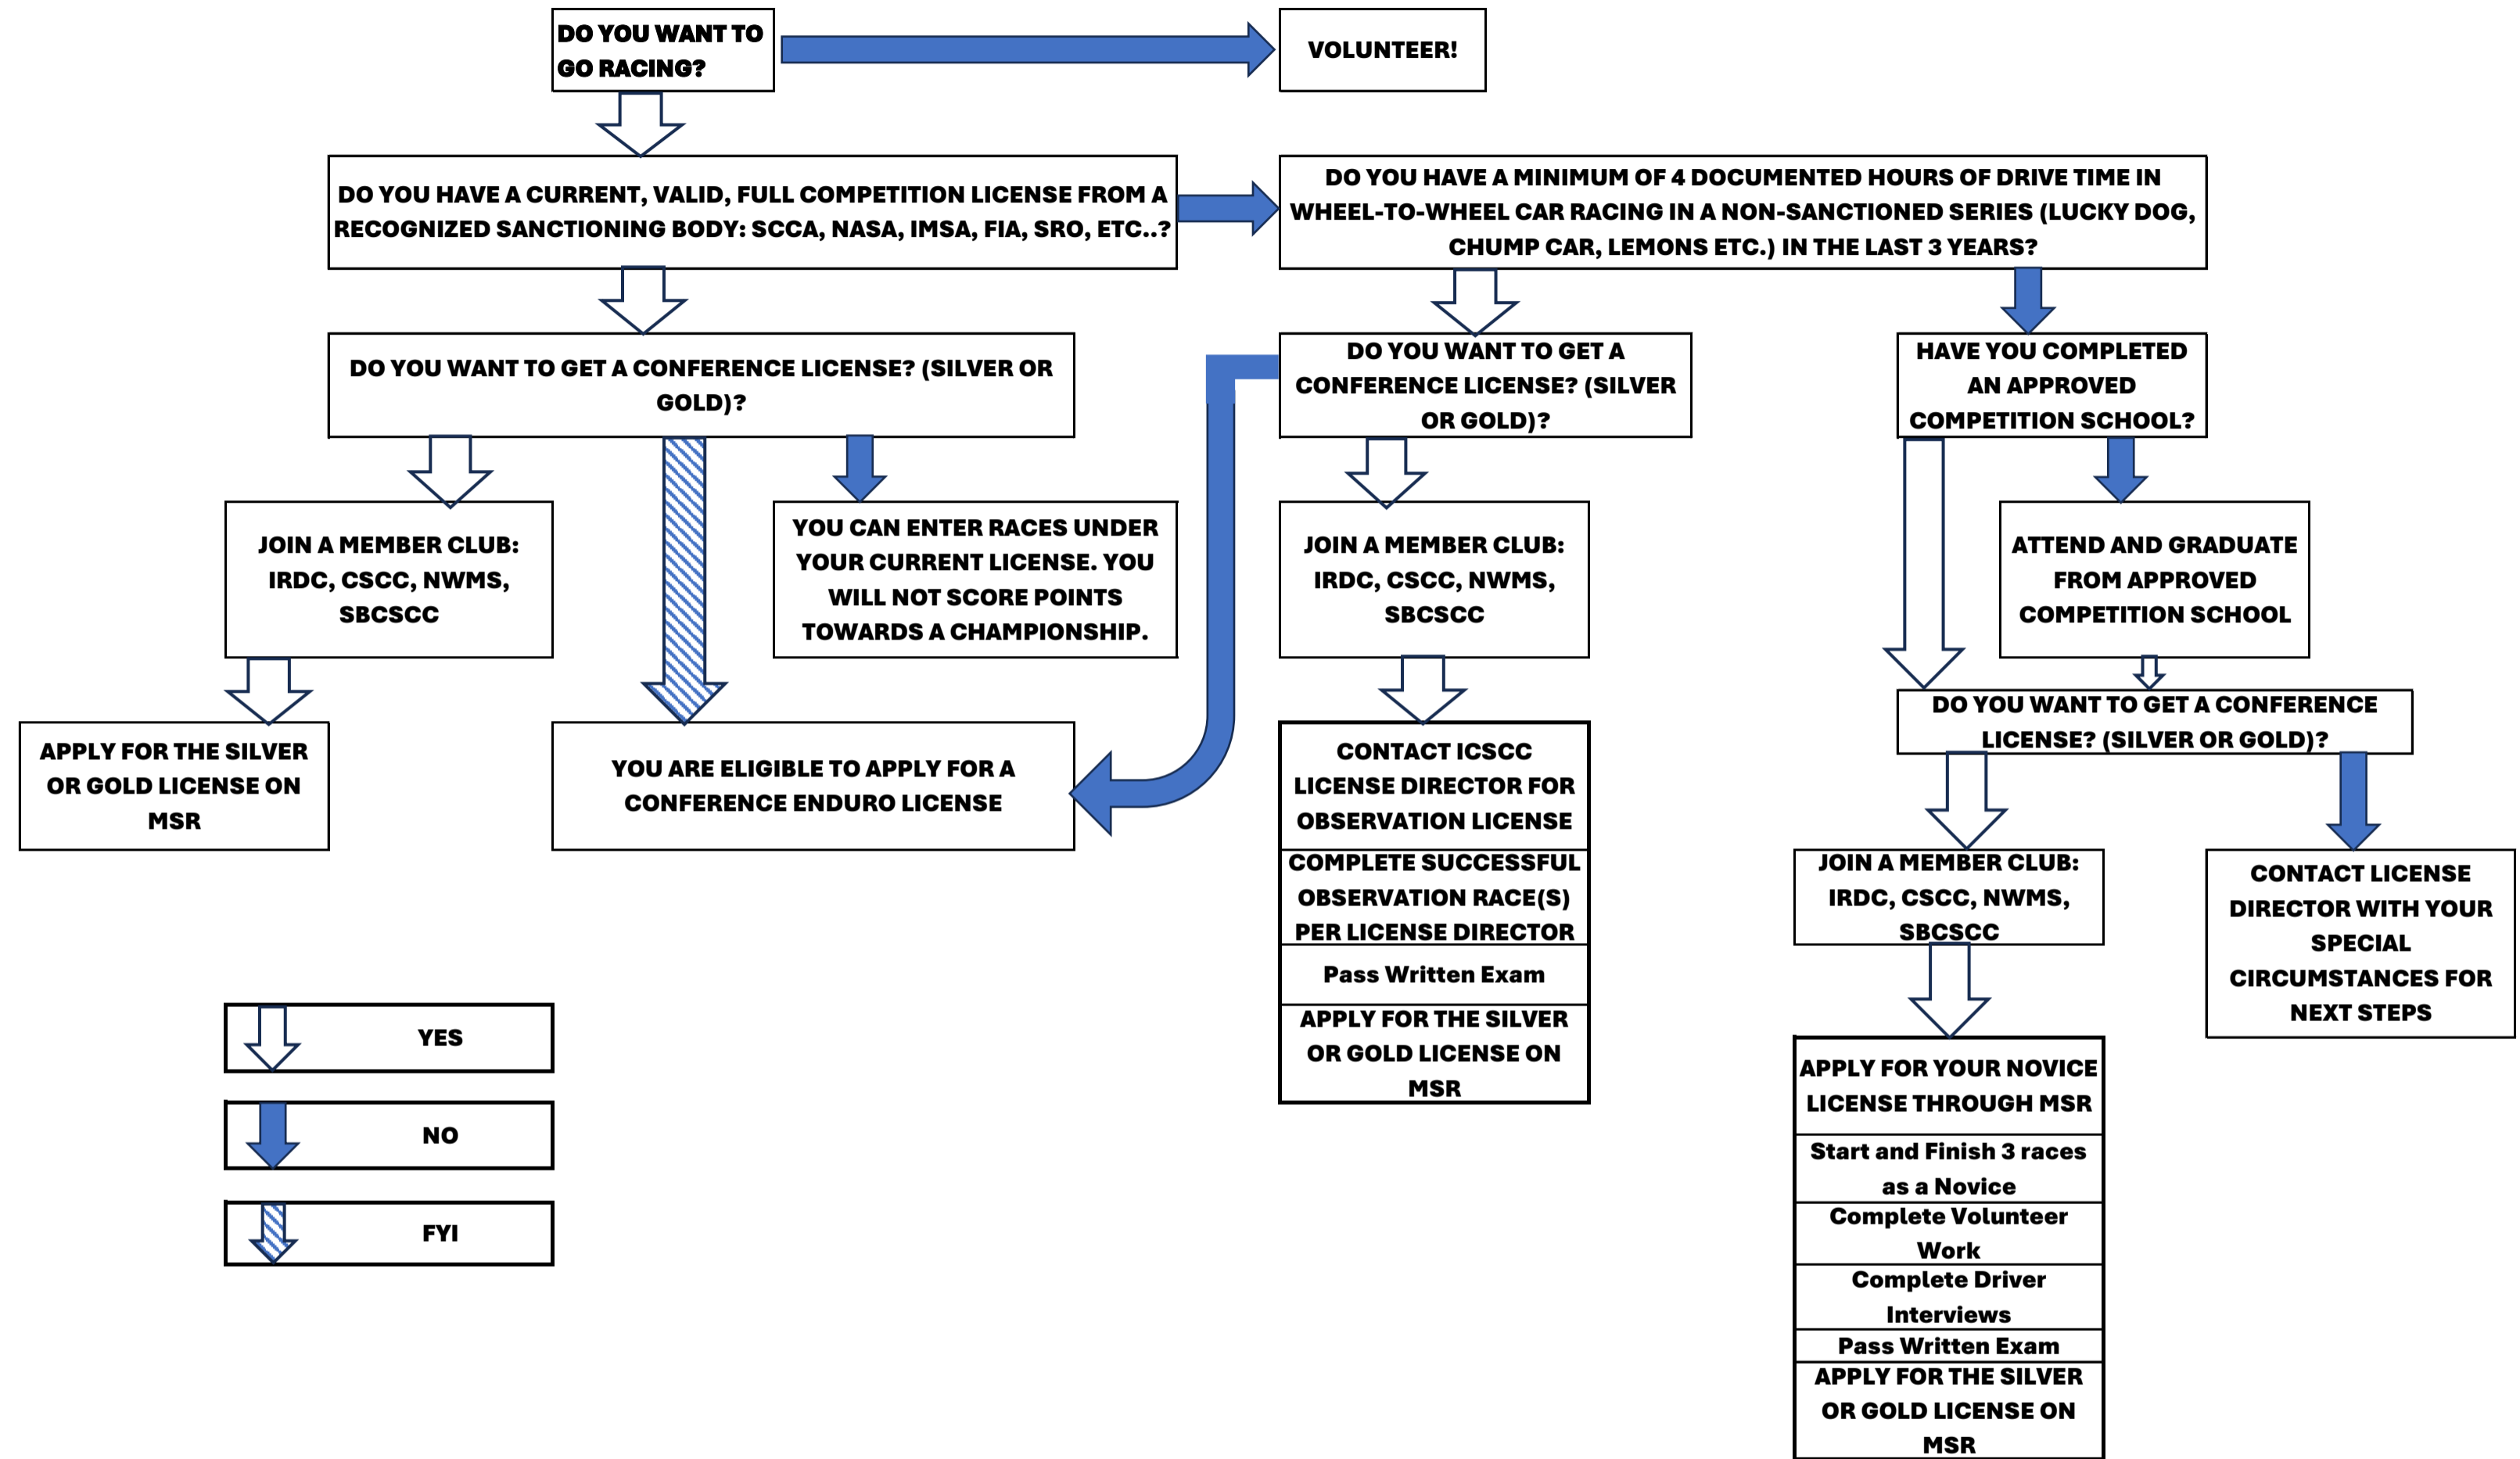 DO YOU WANT TO
GO RACING?
VOLUNTEER!
DO YOU HAVE A CURRENT, VALID, FULL COMPETITION LICENSE FROM A
RECOGNIZED SANCTIONING BODY: SCCA, NASA, IMSA, FIA, SRO, ETC..?
DO YOU HAVE A MINIMUM OF 4 DOCUMENTED HOURS OF DRIVE TIME IN
WHEEL-TO-WHEEL CAR RACING IN A NON-SANCTIONED SERIES (LUCKY DOG,
CHUMP CAR, LEMONS ETC.) IN THE LAST 3 YEARS?
DO YOU WANT TO GET A CONFERENCE LICENSE? (SILVER OR
GOLD)?
DO YOU WANT TO GET A
CONFERENCE LICENSE? (SILVER
OR GOLD)?
HAVE YOU COMPLETED
AN APPROVED
COMPETITION SCHOOL?
JOIN A MEMBER CLUB:
IRDC, CSCC, NWMS,
SBCSCC
YOU CAN ENTER RACES UNDER
YOUR CURRENT LICENSE. YOU
WILL NOT SCORE POINTS
TOWARDS A CHAMPIONSHIP.
JOIN A MEMBER CLUB:
IRDC, CSCC, NWMS,
SBCSCC
ATTEND AND GRADUATE
FROM APPROVED
COMPETITION SCHOOL
DO YOU WANT TO GET A CONFERENCE
LICENSE? (SILVER OR GOLD)?
APPLY FOR THE SILVER
OR GOLD LICENSE ON
MSR
YOU ARE ELIGIBLE TO APPLY FOR A
CONFERENCE ENDURO LICENSE
CONTACT ICSCC
LICENSE DIRECTOR FOR
OBSERVATION LICENSE
COMPLETE SUCCESSFUL
OBSERVATION RACE(S)
PER LICENSE DIRECTOR
Pass Written Exam
APPLY FOR THE SILVER
OR GOLD LICENSE ON
MSR
JOIN A MEMBER CLUB:
IRDC, CSCC, NWMS,
SBCSCC
CONTACT LICENSE
DIRECTOR WITH YOUR
SPECIAL
CIRCUMSTANCES FOR
NEXT STEPS
APPLY FOR YOUR NOVICE
LICENSE THROUGH MSR
Start and Finish 3 races
as a Novice
Complete Volunteer
Work
Complete Driver
Interviews
Pass Written Exam
APPLY FOR THE SILVER
OR GOLD LICENSE ON
MSR
YES
NO
FYI